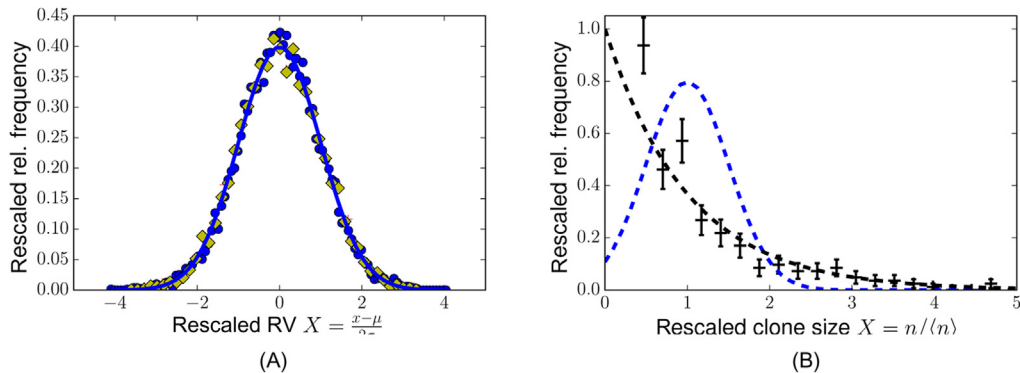 0.45
0.40
0.35
0.30
0.25
0.20
0.15
0.10
0.05
0.00
−4 −2 0 2 4
Rescaled rel. frequency
Rescaled RV X = x−μ / 2σ
(A)
1.0
0.8
0.6
0.4
0.2
0.0
0 1 2 3 4 5
Rescaled rel. frequency
Rescaled clone size X = n/⟨n⟩
(B)